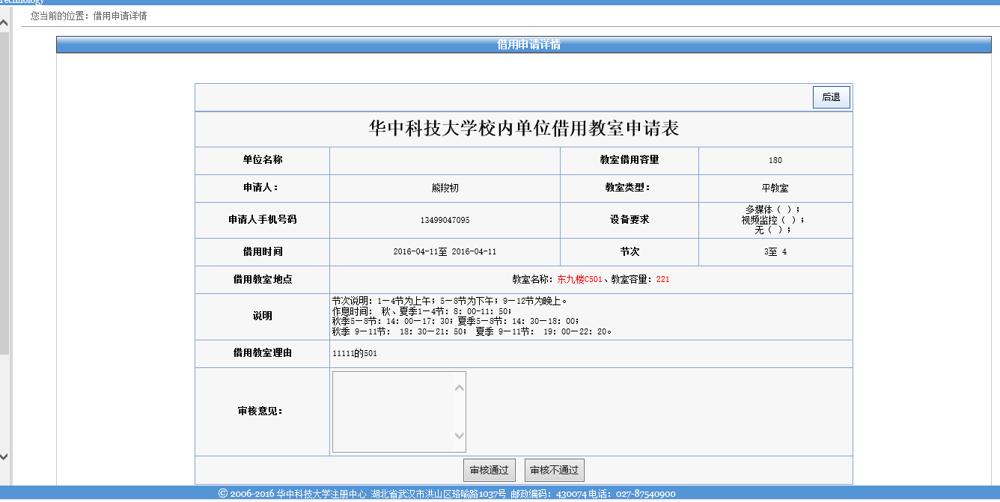 Technology
您当前的位置：借用申请详情
借用申请详情
后退
华中科技大学校内单位借用教室申请表
单位名称 教室借用容量 180
申请人： 熊骏韧 教室类型： 平教室
申请人手机号码 13499047095 设备要求 多媒体（ ）；
视频监控（ ）；
无（ ）；
借用时间 2016-04-11至 2016-04-11 节次 3至 4
借用教室地点 教室名称：东九楼C501、教室容量：221
说明
节次说明：1—4节为上午；5—8节为下午；9—12节为晚上。
作息时间： 秋、夏季1—4节：8：00-11：50；
秋季5—8节：14：00—17：30；夏季5—8节：14：30—18：00；
秋季 9—11节： 18：30—21：50； 夏季 9—11节： 19：00—22：20。
借用教室理由 11111的501
审核意见：
审核通过 审核不通过
© 2006-2016 华中科技大学注册中心 湖北省武汉市洪山区珞喻路1037号 邮政编码：430074 电话：027-87540900